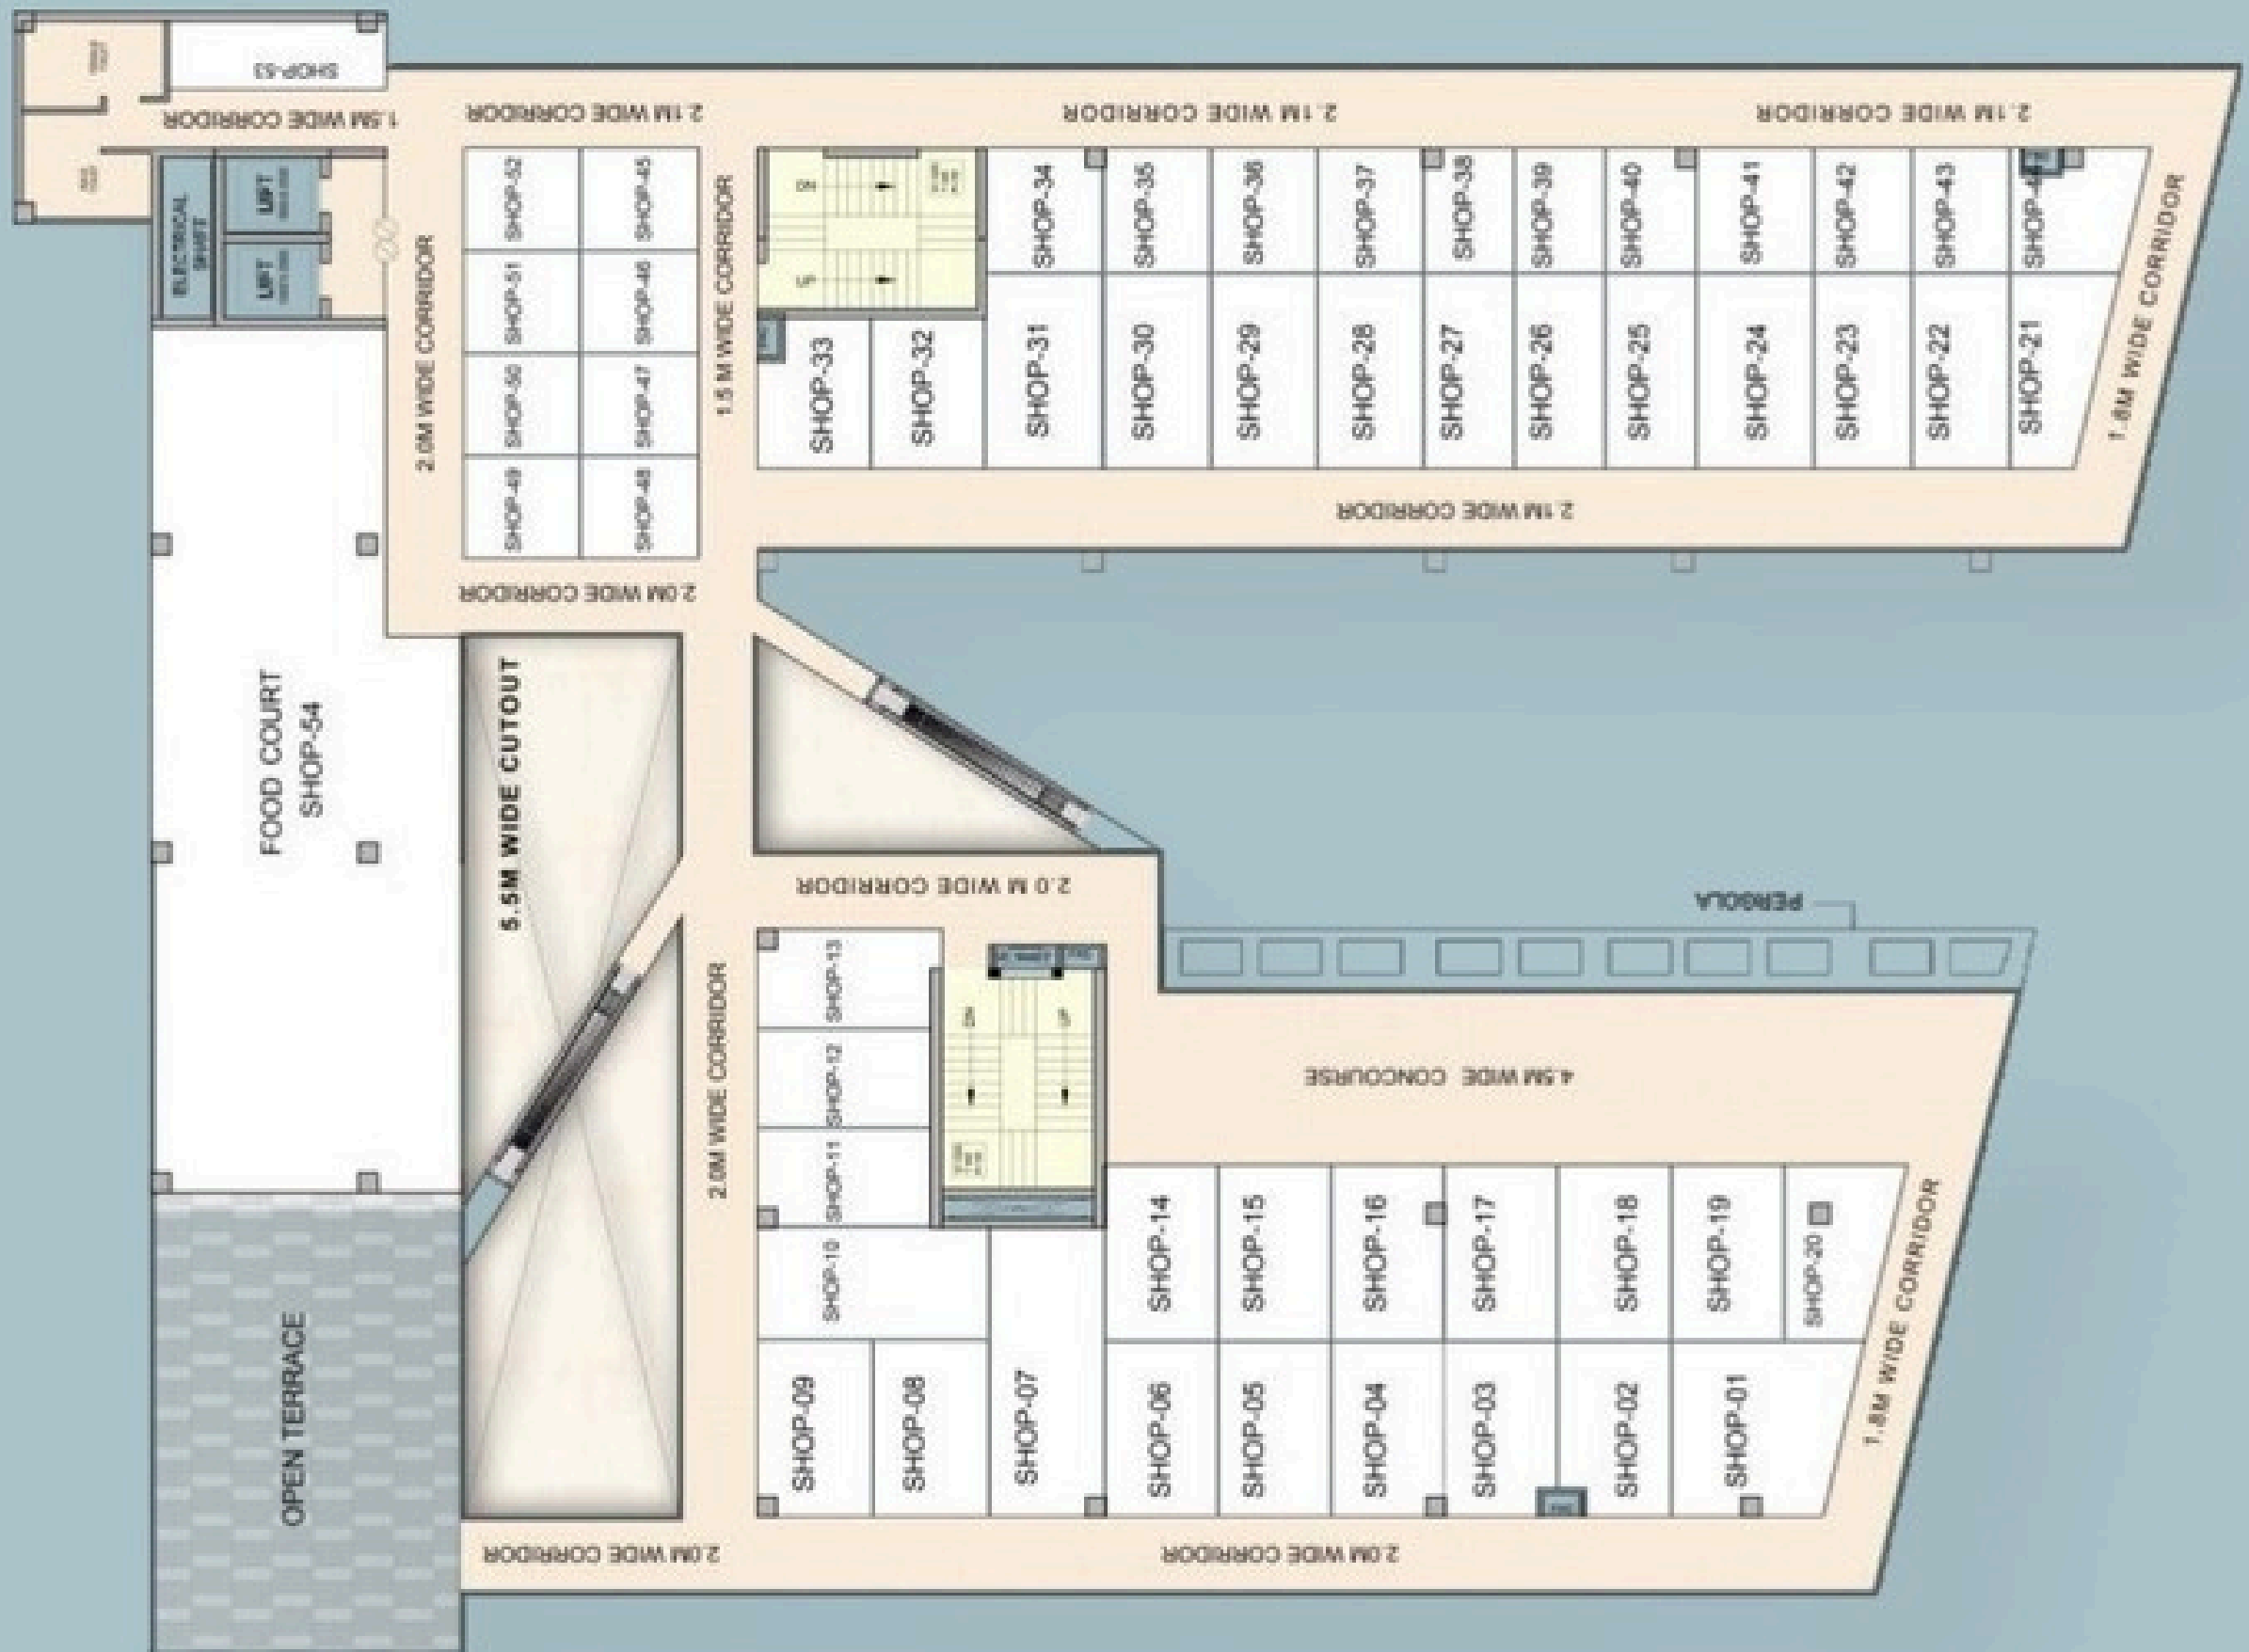 SHOP-53
1.5M WIDE CORRIDOR
2.1M WIDE CORRIDOR
2.1M WIDE CORRIDOR
2.1M WIDE CORRIDOR
ELECTRICAL
SHAFT
LIFT
LIFT
2.0M WIDE CORRIDOR
SHOP-52
SHOP-45
SHOP-51
SHOP-46
SHOP-50
SHOP-47
SHOP-49
SHOP-48
1.5 M WIDE CORRIDOR
DN
UP
SHOP-34
SHOP-35
SHOP-36
SHOP-37
SHOP-38
SHOP-39
SHOP-40
SHOP-41
SHOP-42
SHOP-43
SHOP-44
SHOP-33
SHOP-32
SHOP-31
SHOP-30
SHOP-29
SHOP-28
SHOP-27
SHOP-26
SHOP-25
SHOP-24
SHOP-23
SHOP-22
SHOP-21
1.8M WIDE CORRIDOR
2.1M WIDE CORRIDOR
2.0M WIDE CORRIDOR
FOOD COURT
SHOP-54
5.5M WIDE CUTOUT
2.0 M WIDE CORRIDOR
PERGOLA
2.0M WIDE CORRIDOR
SHOP-13
SHOP-12
SHOP-11
SHOP-10
DN
UP
4.5M WIDE CONCOURSE
SHOP-14
SHOP-15
SHOP-16
SHOP-17
SHOP-18
SHOP-19
SHOP-20
OPEN TERRACE
SHOP-09
SHOP-08
SHOP-07
SHOP-06
SHOP-05
SHOP-04
SHOP-03
SHOP-02
SHOP-01
1.8M WIDE CORRIDOR
2.0M WIDE CORRIDOR
2.0M WIDE CORRIDOR